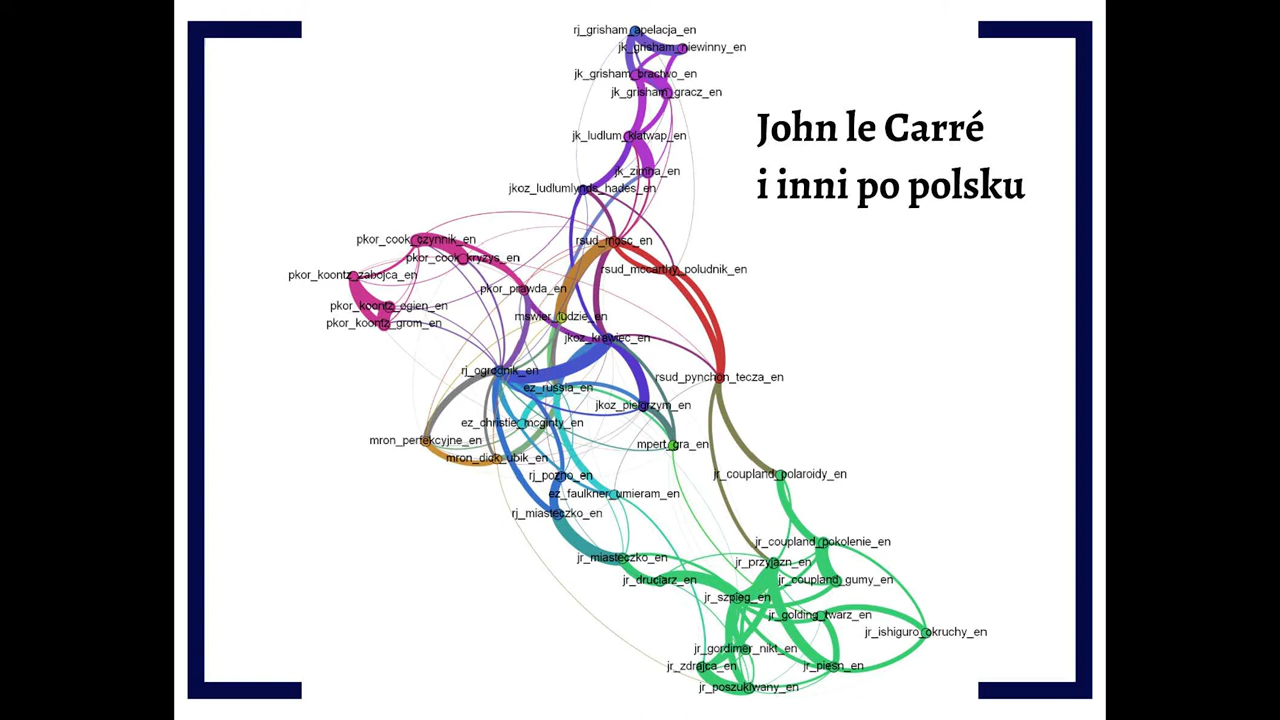 rj_grisham_apelacja_en
jk_grisham_niewinny_en
jk_grisham_bractwo_en
jk_grisham_gracz_en
John le Carré
i inni po polsku
jk_ludlum_klatwap_en
jk_zimna_en
jkoz_ludlumlynds_hades_en
pkor_cook_czynnik_en
rsud_mosc_en
pkor_cook_kryzys_en
rsud_mccarthy_poludnik_en
pkor_koontz_zabojca_en
pkor_prawda_en
pkor_koontz_ogien_en
mswier_ludzie_en
pkor_koontz_grom_en
jkoz_krawiec_en
rj_ogrodnik_en
rsud_pynchon_tecza_en
ez_russia_en
jkoz_pielgrzym_en
ez_christie_mcginty_en
mron_perfekcyjne_en
mpert_gra_en
mron_dick_ubik_en
rj_pozno_en
jr_coupland_polaroidy_en
ez_faulkner_umieram_en
rj_miasteczko_en
jr_coupland_pokolenie_en
jr_miasteczko_en
jr_przyjazn_en
jr_druciarz_en
jr_coupland_gumy_en
jr_szpieg_en
jr_golding_twarz_en
jr_ishiguro_okruchy_en
jr_gordimer_nikt_en
jr_zdrajca_en
jr_piesn_en
jr_poszukiwany_en